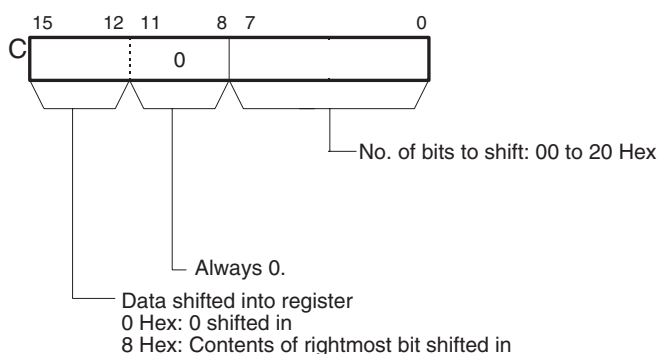 15 12 11 8 7 0
C
0
No. of bits to shift: 00 to 20 Hex
Always 0.
Data shifted into register
0 Hex: 0 shifted in
8 Hex: Contents of rightmost bit shifted in